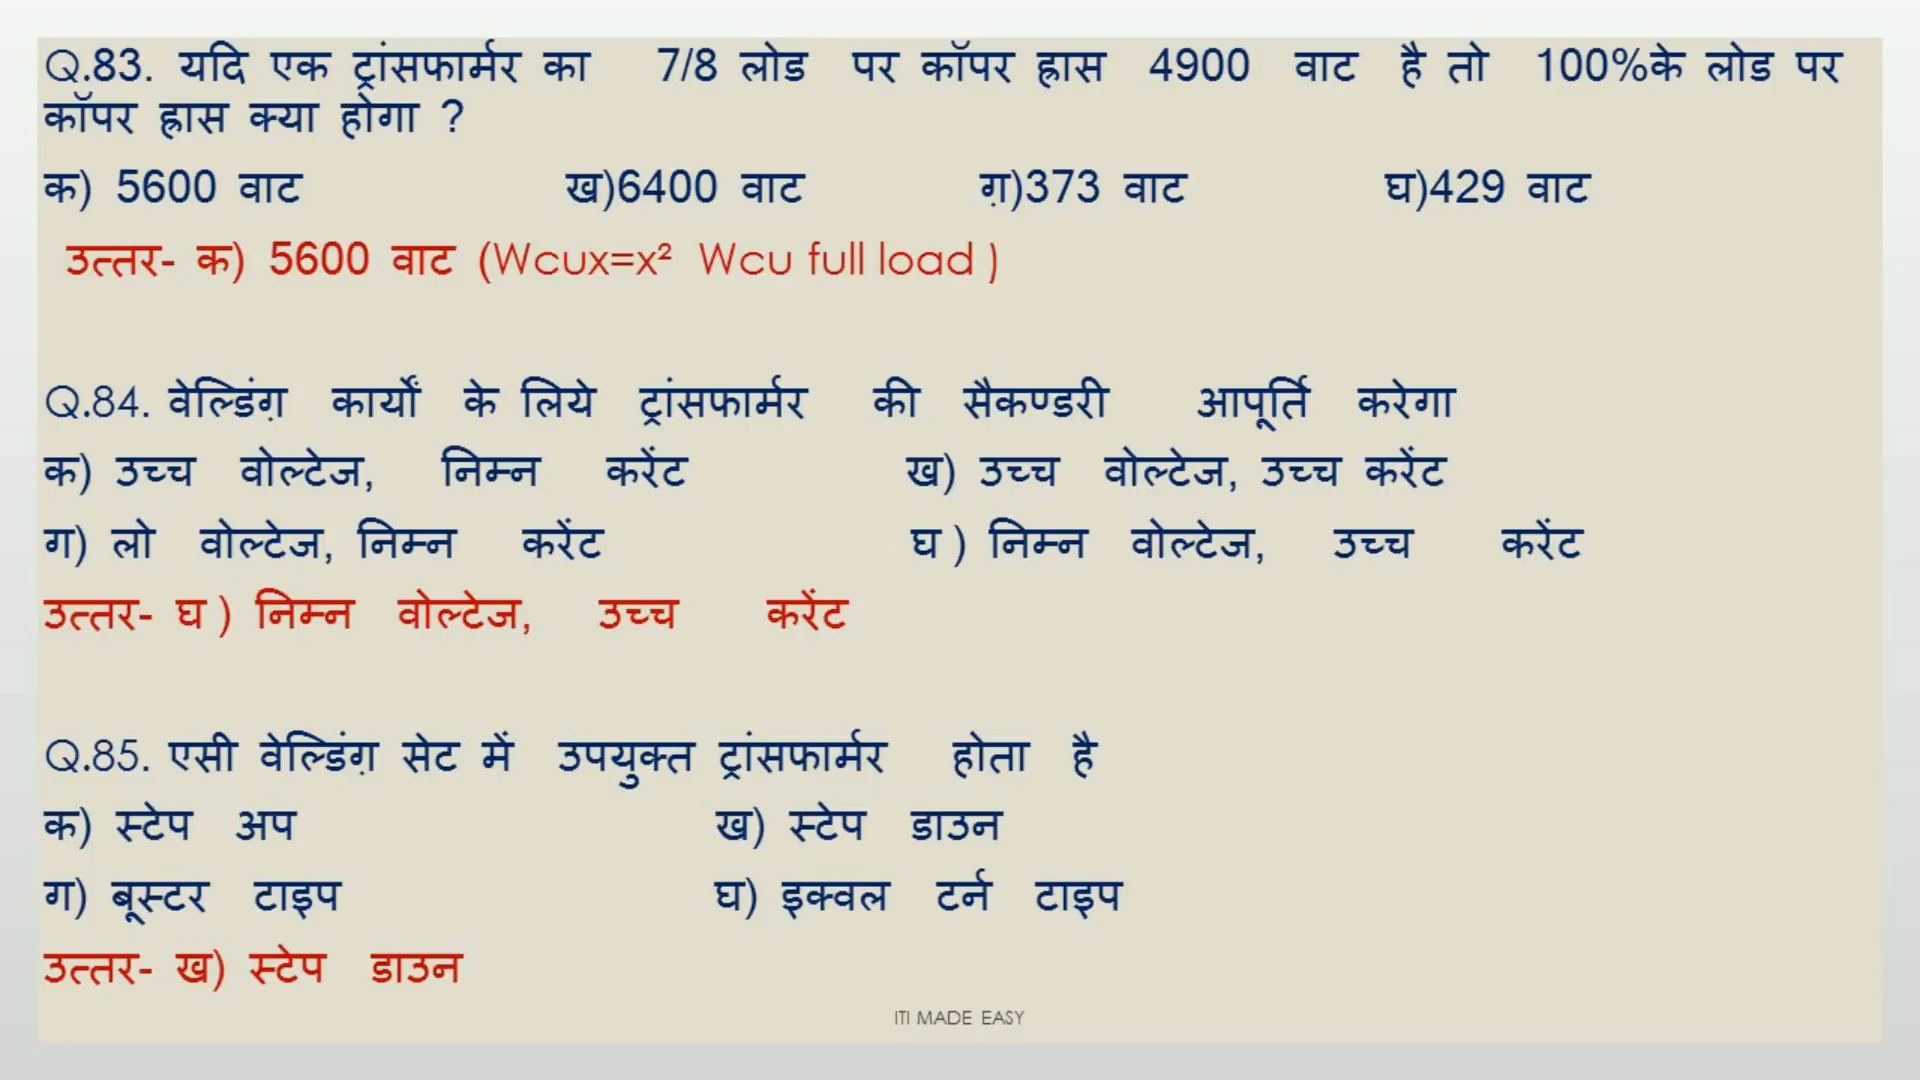 Q.83. यदि एक ट्रांसफार्मर का 7/8 लोड पर कॉपर ह्रास 4900 वाट है तो 100%के लोड पर
कॉपर ह्रास क्या होगा ?
क) 5600 वाट ख)6400 वाट ग़)373 वाट घ)429 वाट
उत्तर- क) 5600 वाट (Wcux=x² Wcu full load )
Q.84. वेल्डिंग़ कार्यों के लिये ट्रांसफार्मर की सैकण्डरी आपूर्ति करेगा
क) उच्च वोल्टेज, निम्न करेंट ख) उच्च वोल्टेज, उच्च करेंट
ग) लो वोल्टेज, निम्न करेंट घ ) निम्न वोल्टेज, उच्च करेंट
उत्तर- घ ) निम्न वोल्टेज, उच्च करेंट
Q.85. एसी वेल्डिंग़ सेट में उपयुक्त ट्रांसफार्मर होता है
क) स्टेप अप ख) स्टेप डाउन
ग) बूस्टर टाइप घ) इक्वल टर्न टाइप
उत्तर- ख) स्टेप डाउन
ITI MADE EASY